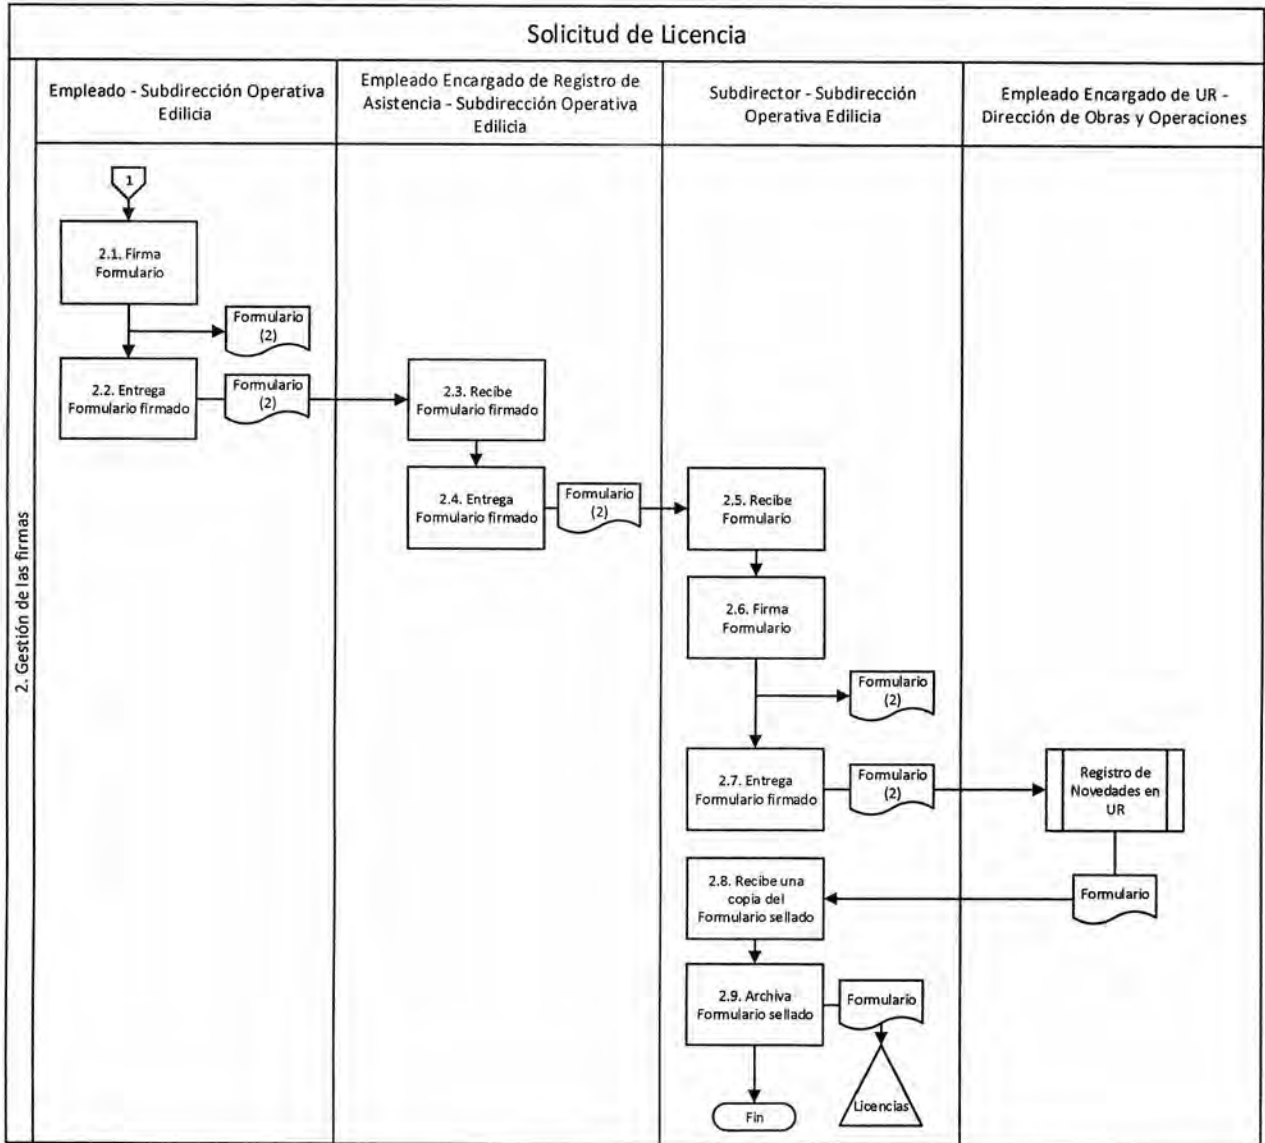 Solicitud de Licencia
Empleado - Subdirección Operativa
Edilicia
Empleado Encargado de Registro de
Asistencia - Subdirección Operativa
Edilicia
Subdirector - Subdirección
Operativa Edilicia
Empleado Encargado de UR -
Dirección de Obras y Operaciones
2. Gestión de las firmas
1
2.1. Firma
Formulario
Formulario
(2)
2.2. Entrega
Formulario firmado
Formulario
(2)
2.3. Recibe
Formulario firmado
2.4. Entrega
Formulario firmado
Formulario
(2)
2.5. Recibe
Formulario
2.6. Firma
Formulario
Formulario
(2)
2.7. Entrega
Formulario firmado
Formulario
(2)
Registro de
Novedades en
UR
Formulario
2.8. Recibe una
copia del
Formulario sellado
2.9. Archiva
Formulario sellado
Formulario
Licencias
Fin